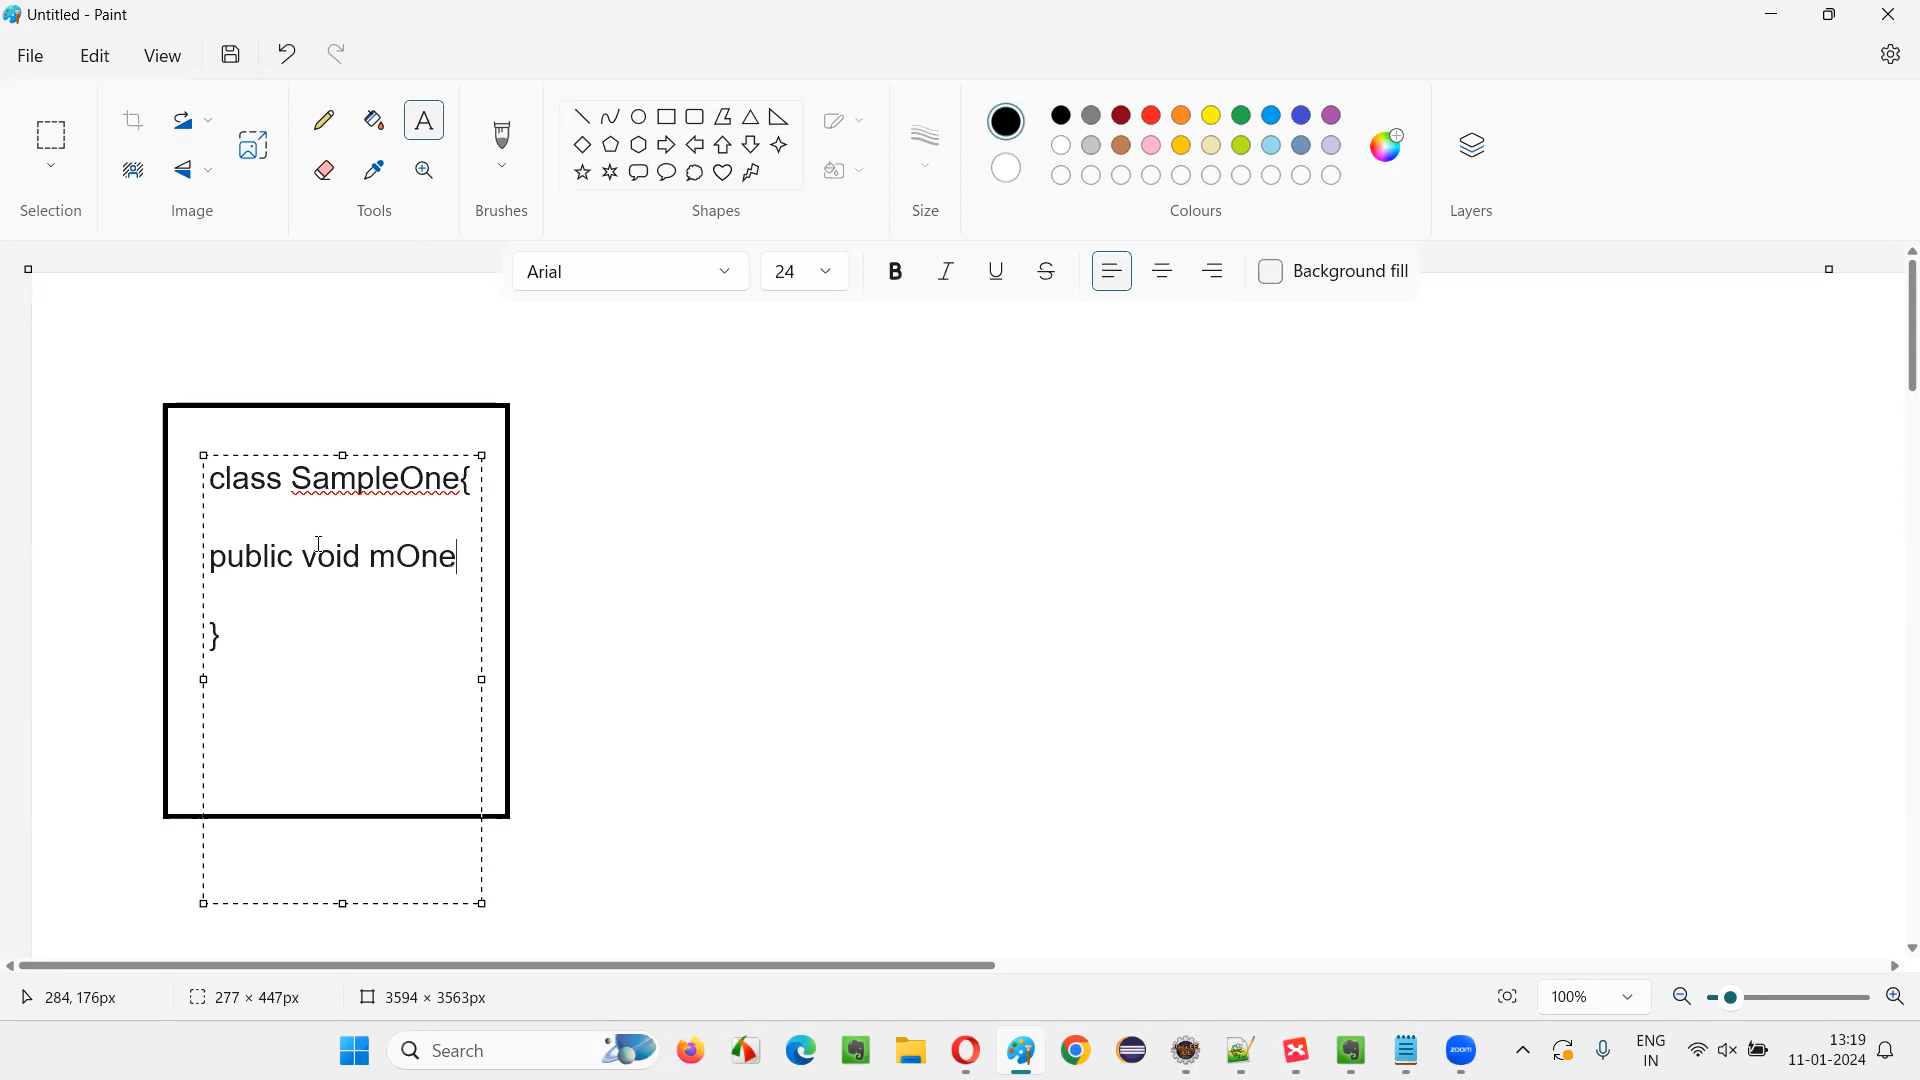 Untitled - Paint
File Edit View
Selection Image Tools Brushes Shapes Size Colours Layers
Arial 24 B I U S Background fill
class SampleOne{
public void mOne
}
284, 176px 277 × 447px 3594 × 3563px 100%
Search zoom ENG 13:19
IN 11-01-2024